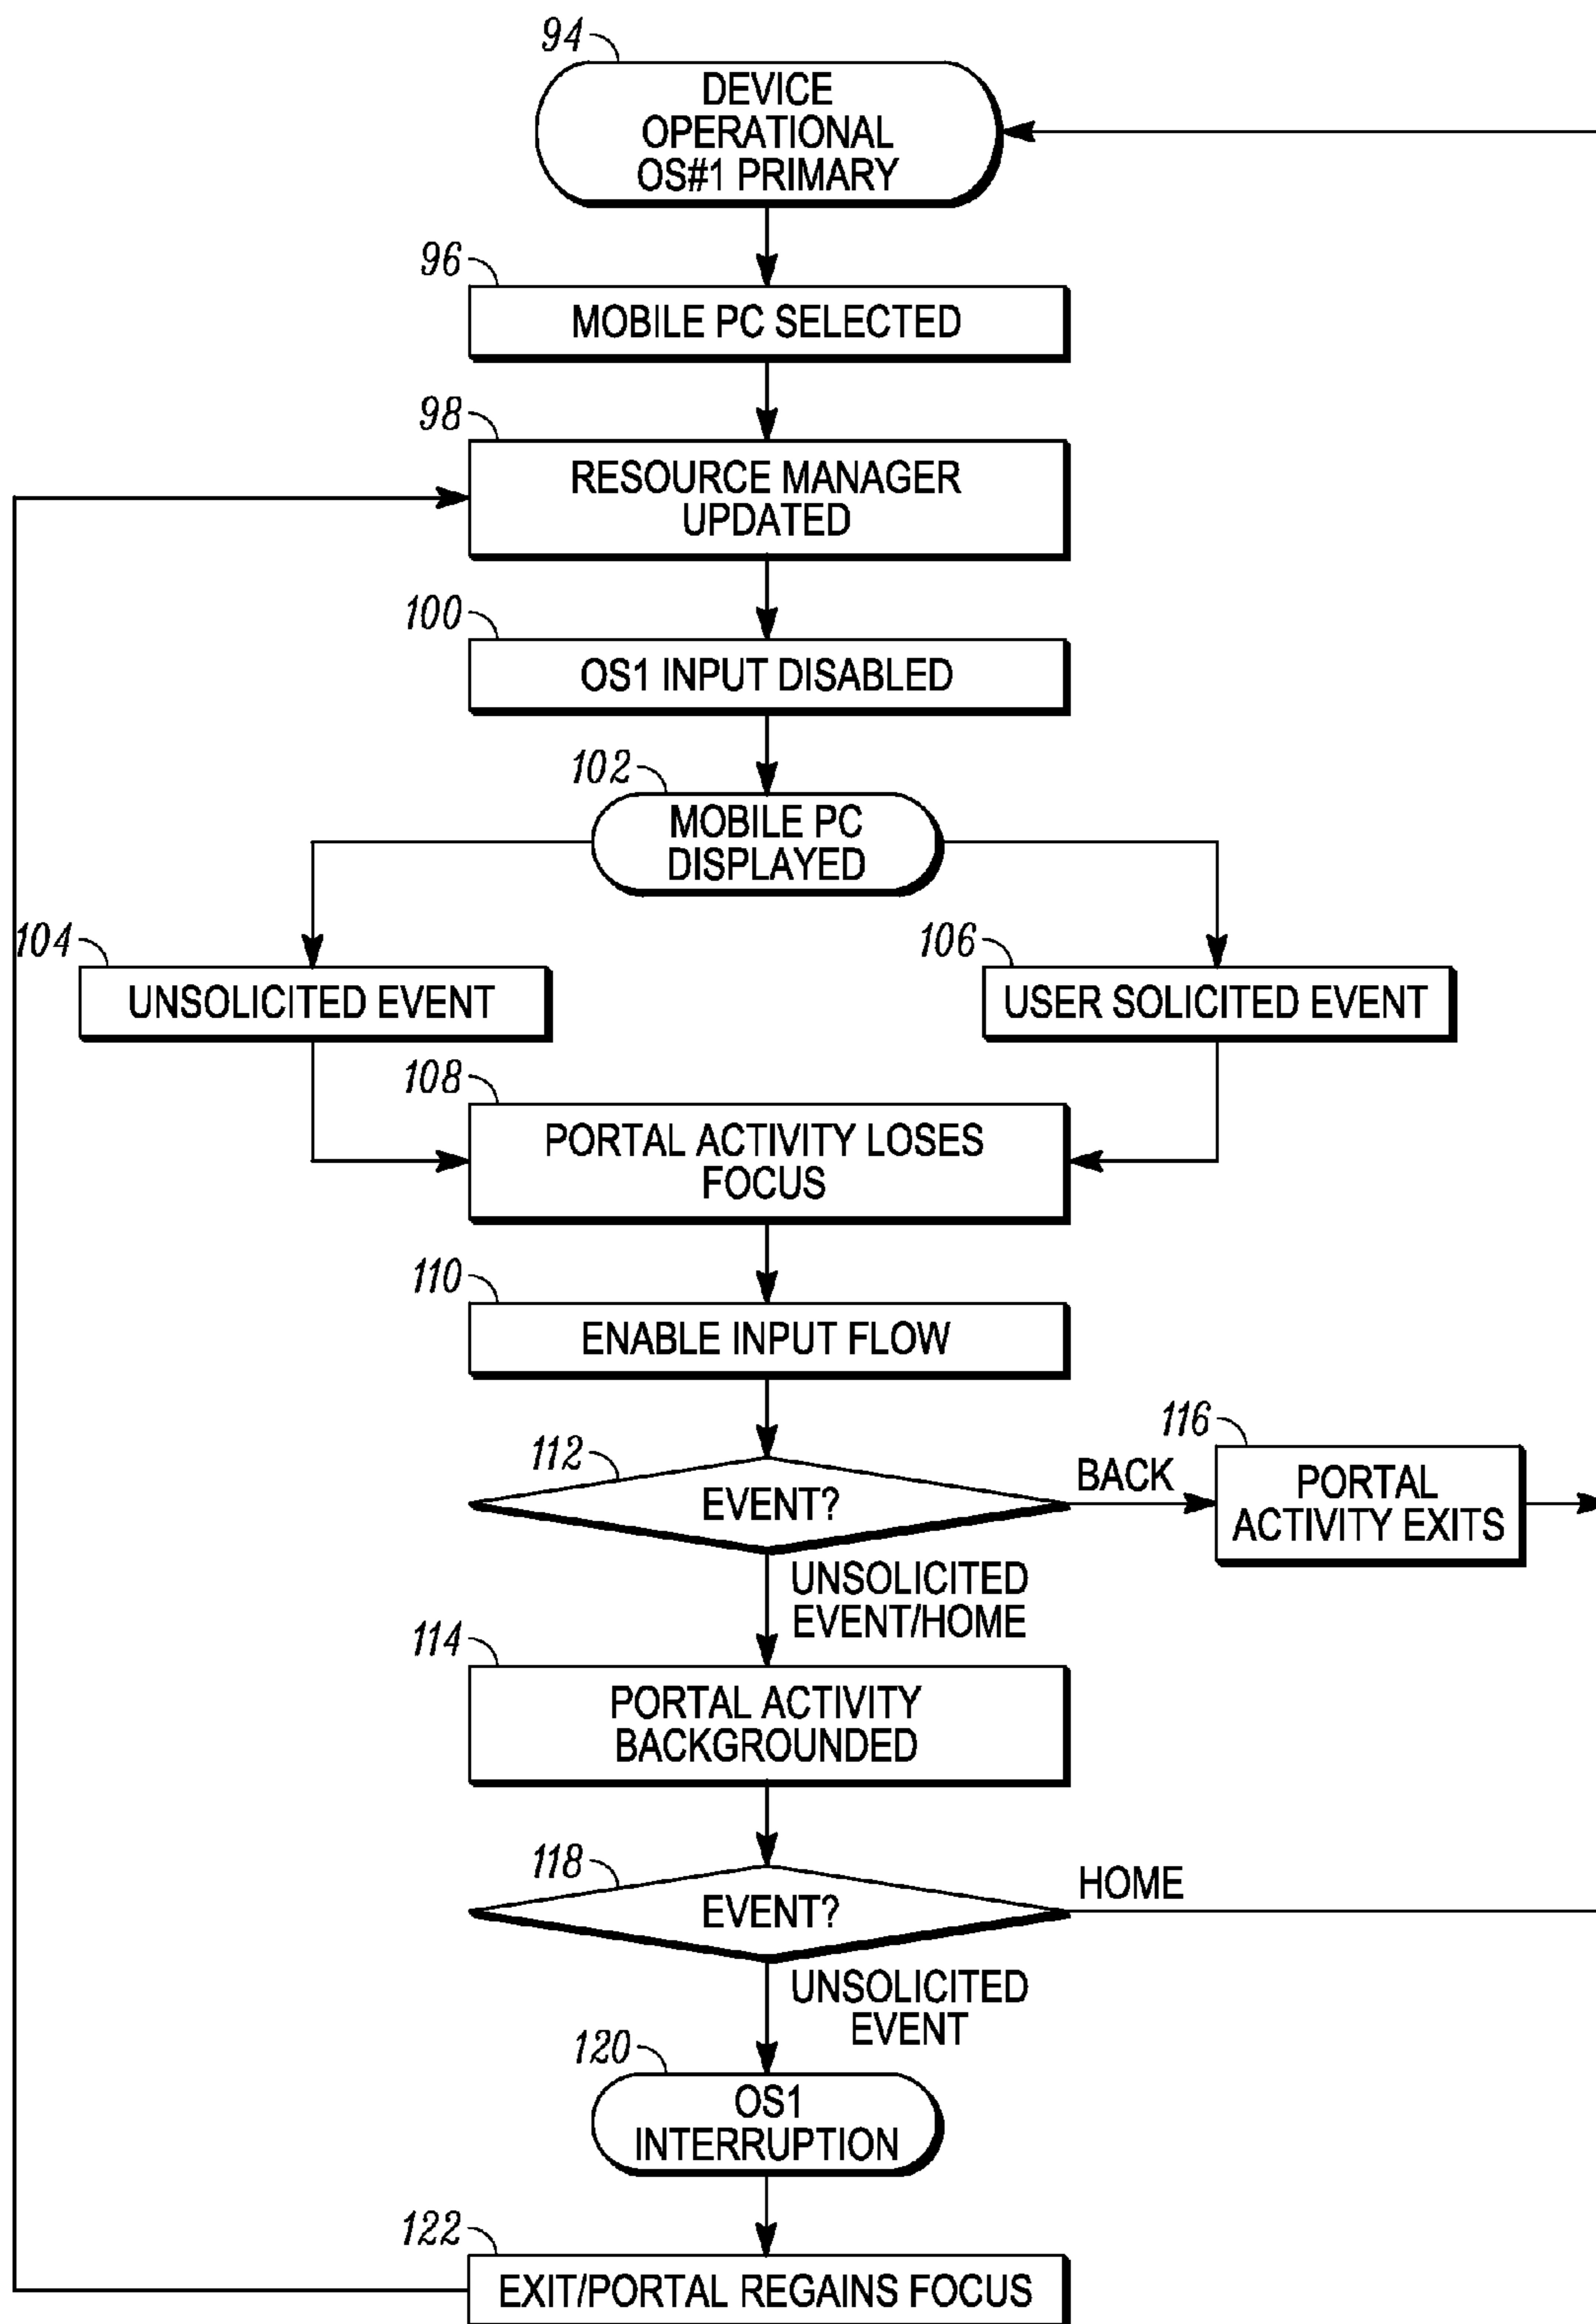 94
DEVICE
OPERATIONAL
OS#1 PRIMARY
96
MOBILE PC SELECTED
98
RESOURCE MANAGER
UPDATED
100
OS1 INPUT DISABLED
102
MOBILE PC
DISPLAYED
104
UNSOLICITED EVENT
106
USER SOLICITED EVENT
108
PORTAL ACTIVITY LOSES
FOCUS
110
ENABLE INPUT FLOW
112
EVENT?
BACK
116
PORTAL
ACTIVITY EXITS
UNSOLICITED
EVENT/HOME
114
PORTAL ACTIVITY
BACKGROUNDED
118
EVENT?
HOME
UNSOLICITED
EVENT
120
OS1
INTERRUPTION
122
EXIT/PORTAL REGAINS FOCUS